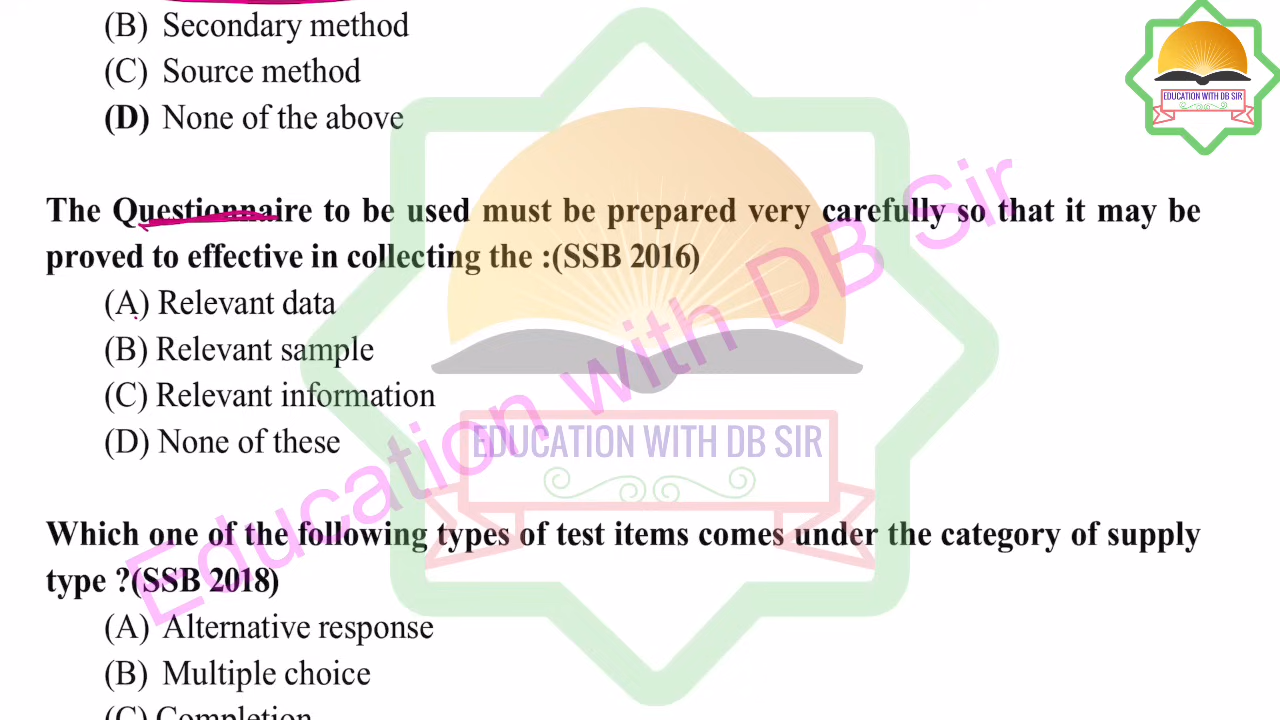 (B) Secondary method
(C) Source method
(D) None of the above
EDUCATION WITH DB SIR
The Questionnaire to be used must be prepared very carefully so that it may be
proved to effective in collecting the :(SSB 2016)
(A) Relevant data
(B) Relevant sample
(C) Relevant information
(D) None of these
EDUCATION WITH DB SIR
Education with DB Sir
Which one of the following types of test items comes under the category of supply
type ?(SSB 2018)
(A) Alternative response
(B) Multiple choice
(C) Completion